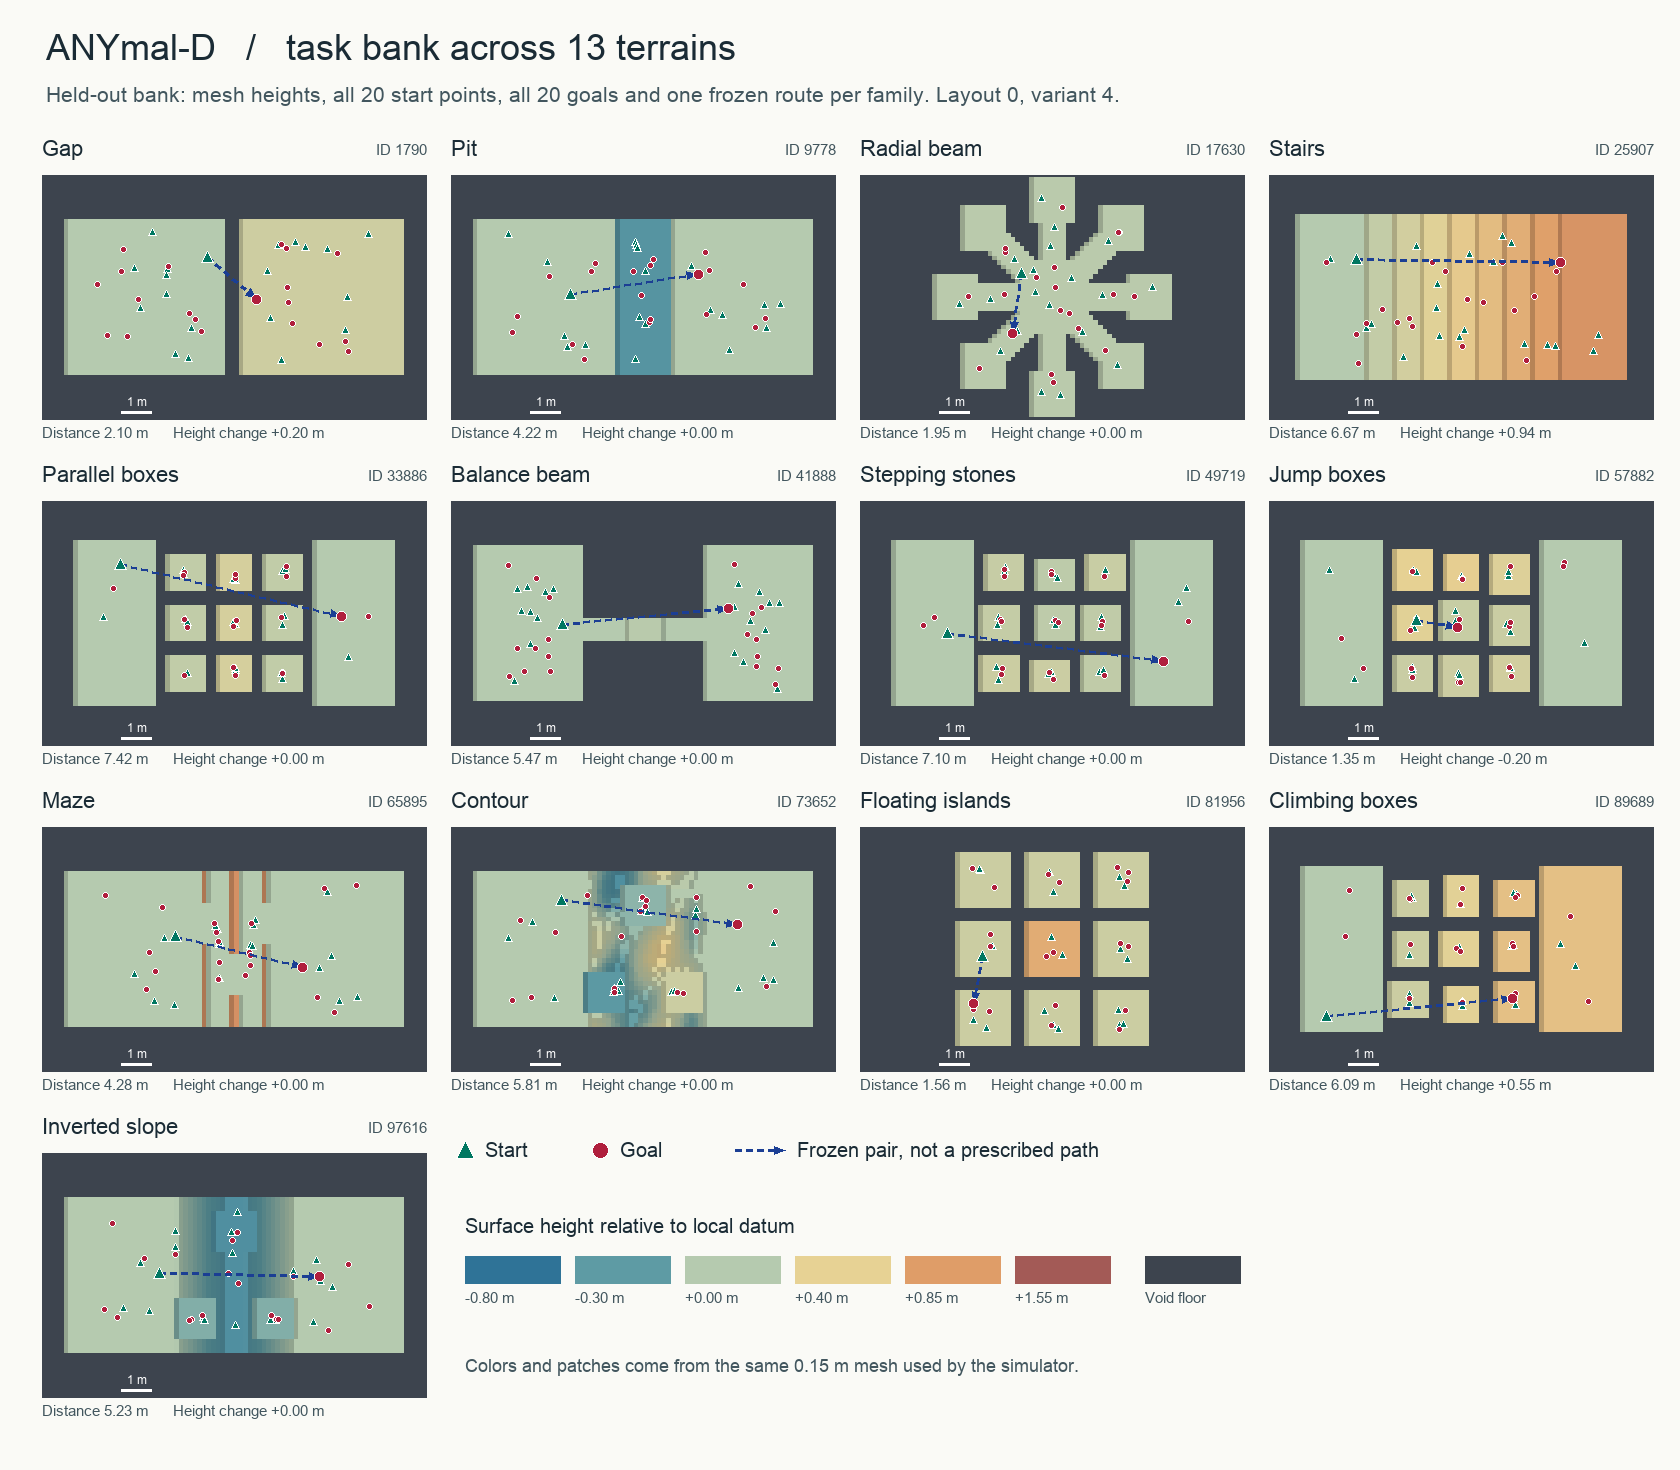 ANYmal-D / task bank across 13 terrains
Held-out bank: mesh heights, all 20 start points, all 20 goals and one frozen route per family. Layout 0, variant 4.
Gap ID 1790
1 m
Distance 2.10 m Height change +0.20 m
Pit ID 9778
1 m
Distance 4.22 m Height change +0.00 m
Radial beam ID 17630
1 m
Distance 1.95 m Height change +0.00 m
Stairs ID 25907
1 m
Distance 6.67 m Height change +0.94 m
Parallel boxes ID 33886
1 m
Distance 7.42 m Height change +0.00 m
Balance beam ID 41888
1 m
Distance 5.47 m Height change +0.00 m
Stepping stones ID 49719
1 m
Distance 7.10 m Height change +0.00 m
Jump boxes ID 57882
1 m
Distance 1.35 m Height change -0.20 m
Maze ID 65895
1 m
Distance 4.28 m Height change +0.00 m
Contour ID 73652
1 m
Distance 5.81 m Height change +0.00 m
Floating islands ID 81956
1 m
Distance 1.56 m Height change +0.00 m
Climbing boxes ID 89689
1 m
Distance 6.09 m Height change +0.55 m
Inverted slope ID 97616
1 m
Distance 5.23 m Height change +0.00 m
Start Goal Frozen pair, not a prescribed path
Surface height relative to local datum
-0.80 m -0.30 m +0.00 m +0.40 m +0.85 m +1.55 m Void floor
Colors and patches come from the same 0.15 m mesh used by the simulator.